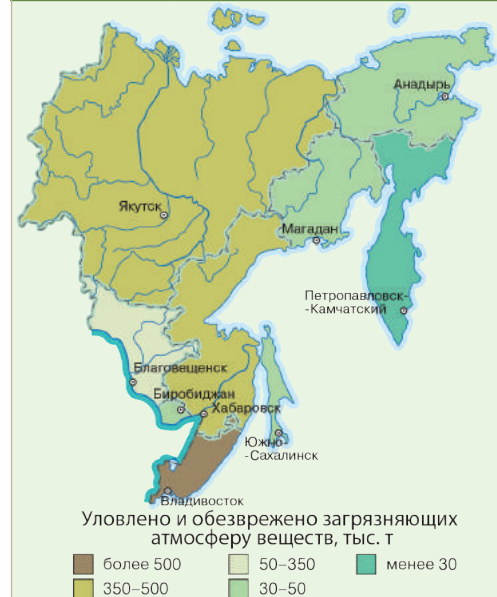 Анадырь
Якутск
Магадан
Петропавловск-
-Камчатский
Благовещенск
Биробиджан
Хабаровск
Южно
-Сахалинск
Владивосток
Уловлено и обезврежено загрязняющих
атмосферу веществ, тыс. т
более 500
50–350
менее 30
350–500
30–50